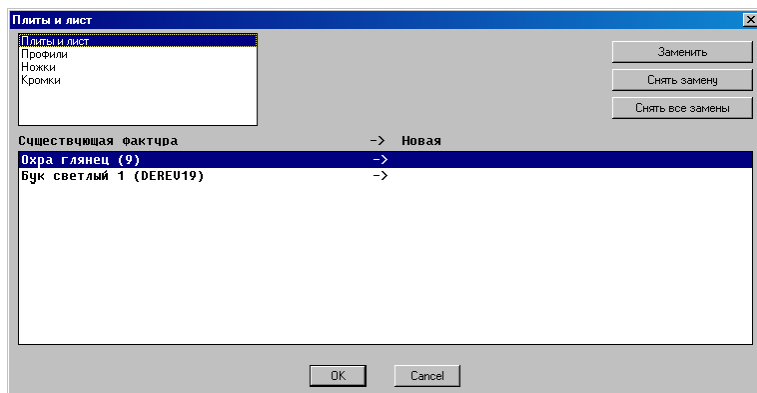 Плиты и лист
Плиты и лист
Профили
Ножки
Кромки
Заменить
Снять замену
Снять все замены
Существующая фактура -> Новая
Охра глянец (9) ->
Бук светлый 1 (DEREV19) ->
OK Cancel